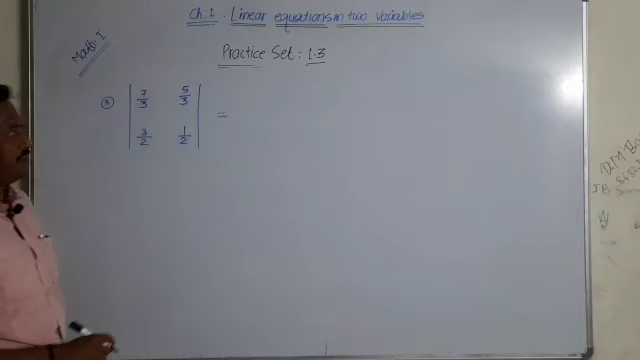 Ch:1 Linear equations in two variables
Math-I
Practice Set: 1.3
③ | 7/3 5/3 | =
| 3/2 1/2 |